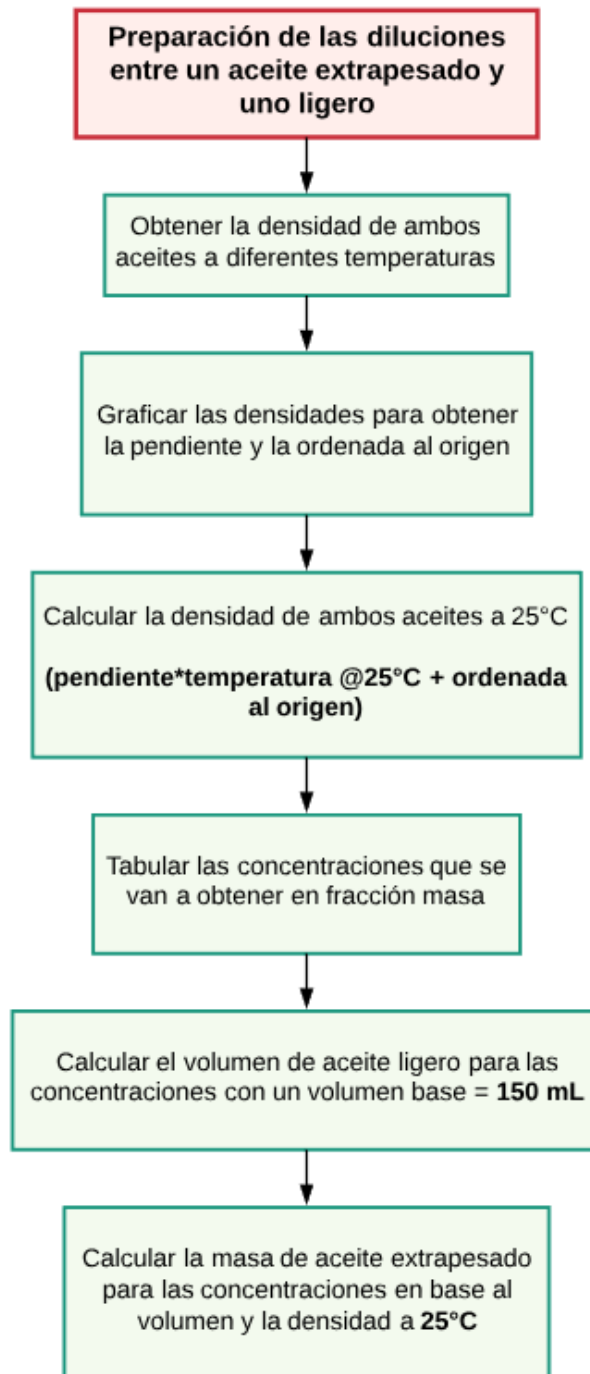 Preparación de las diluciones
entre un aceite extrapesado y
uno ligero
Obtener la densidad de ambos
aceites a diferentes temperaturas
Graficar las densidades para obtener
la pendiente y la ordenada al origen
Calcular la densidad de ambos aceites a 25°C
(pendiente*temperatura @25°C + ordenada
al origen)
Tabular las concentraciones que se
van a obtener en fracción masa
Calcular el volumen de aceite ligero para las
concentraciones con un volumen base = 150 mL
Calcular la masa de aceite extrapesado
para las concentraciones en base al
volumen y la densidad a 25°C